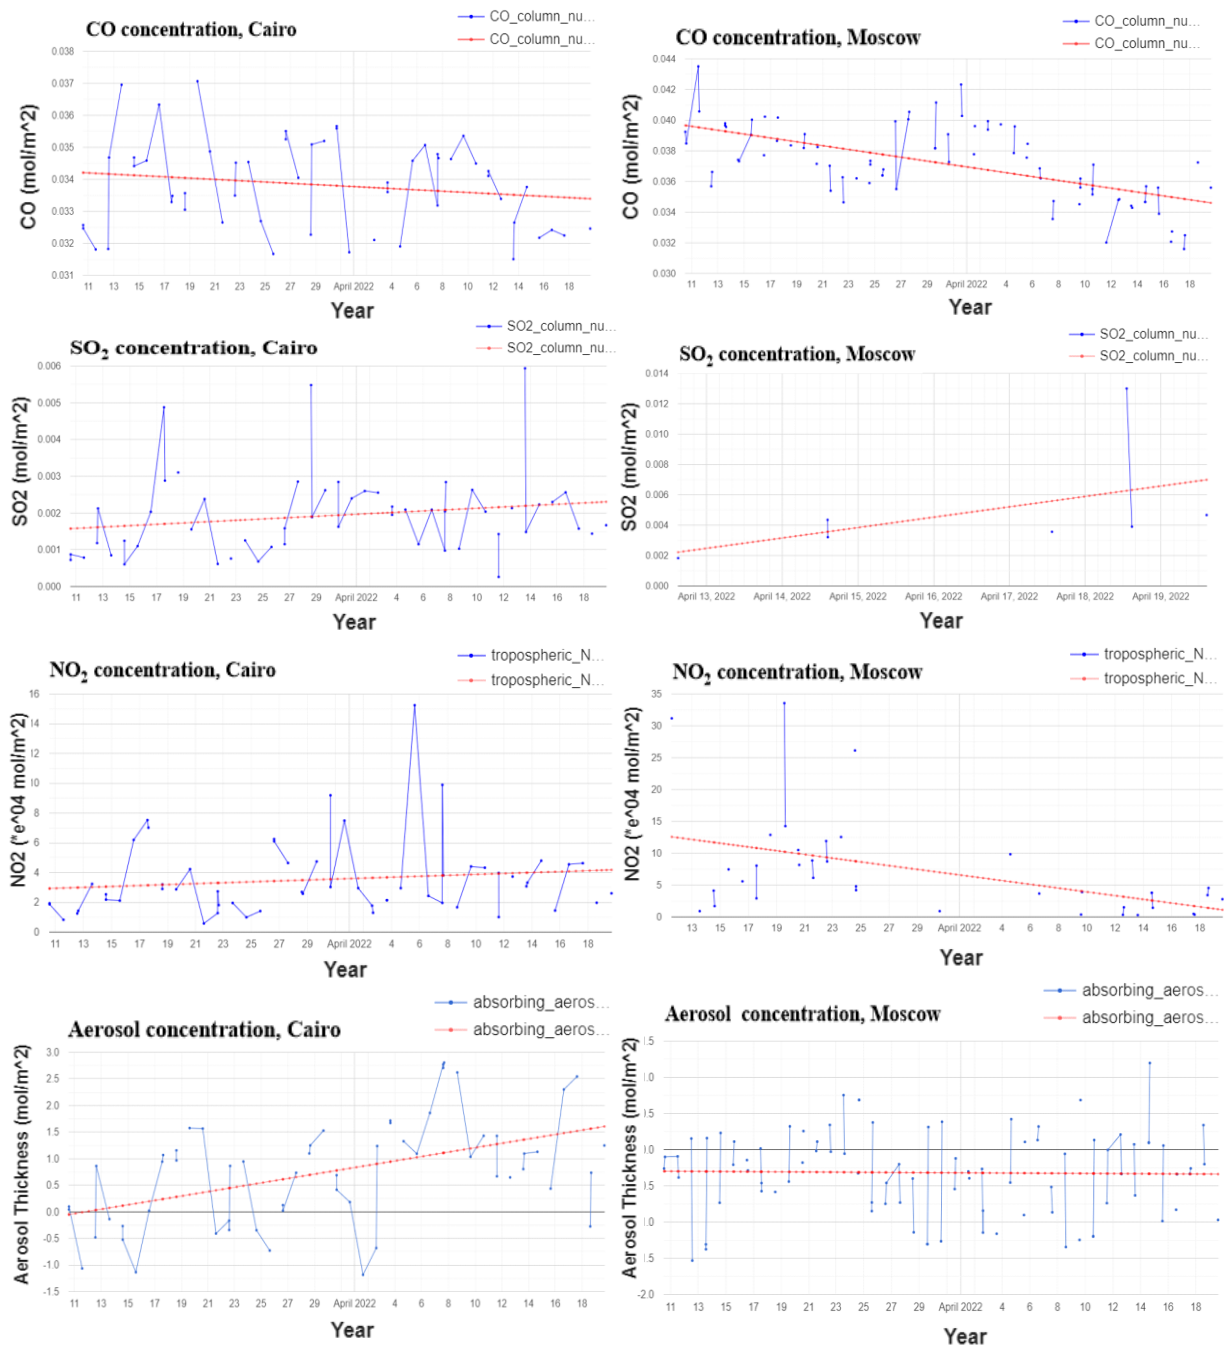 CO concentration, Cairo
CO_column_nu...
CO_column_nu...
0.038
0.037
0.036
0.035
0.034
0.033
0.032
0.031
CO (mol/m^2)
11 13 15 17 19 21 23 25 27 29 April 2022 4 6 8 10 12 14 16 18
Year
CO concentration, Moscow
CO_column_nu...
CO_column_nu...
0.044
0.042
0.040
0.038
0.036
0.034
0.032
0.030
CO (mol/m^2)
11 13 15 17 19 21 23 25 27 29 April 2022 4 6 8 10 12 14 16 18
Year
SO2 concentration, Cairo
SO2_column_nu...
SO2_column_nu...
0.006
0.005
0.004
0.003
0.002
0.001
0.000
SO2 (mol/m^2)
11 13 15 17 19 21 23 25 27 29 April 2022 4 6 8 10 12 14 16 18
Year
SO2 concentration, Moscow
SO2_column_nu...
SO2_column_nu...
0.014
0.012
0.010
0.008
0.006
0.004
0.002
0.000
SO2 (mol/m^2)
April 13, 2022 April 14, 2022 April 15, 2022 April 16, 2022 April 17, 2022 April 18, 2022 April 19, 2022
Year
NO2 concentration, Cairo
tropospheric_N...
tropospheric_N...
16
14
12
10
8
6
4
2
0
NO2 (*e^04 mol/m^2)
11 13 15 17 19 21 23 25 27 29 April 2022 4 6 8 10 12 14 16 18
Year
NO2 concentration, Moscow
tropospheric_N...
tropospheric_N...
35
30
25
20
15
10
5
0
NO2 (*e^04 mol/m^2)
13 15 17 19 21 23 25 27 29 April 2022 4 6 8 10 12 14 16 18
Year
Aerosol concentration, Cairo
absorbing_aeros...
absorbing_aeros...
3.0
2.5
2.0
1.5
1.0
0.5
0.0
-0.5
-1.0
-1.5
Aerosol Thickness (mol/m^2)
11 13 15 17 19 21 23 25 27 29 April 2022 4 6 8 10 12 14 16 18
Year
Aerosol concentration, Moscow
absorbing_aeros...
absorbing_aeros...
.5
.0
.5
.0
.5
.0
.5
-2.0
Aerosol Thickness (mol/m^2)
11 13 15 17 19 21 23 25 27 29 April 2022 4 6 8 10 12 14 16 18
Year